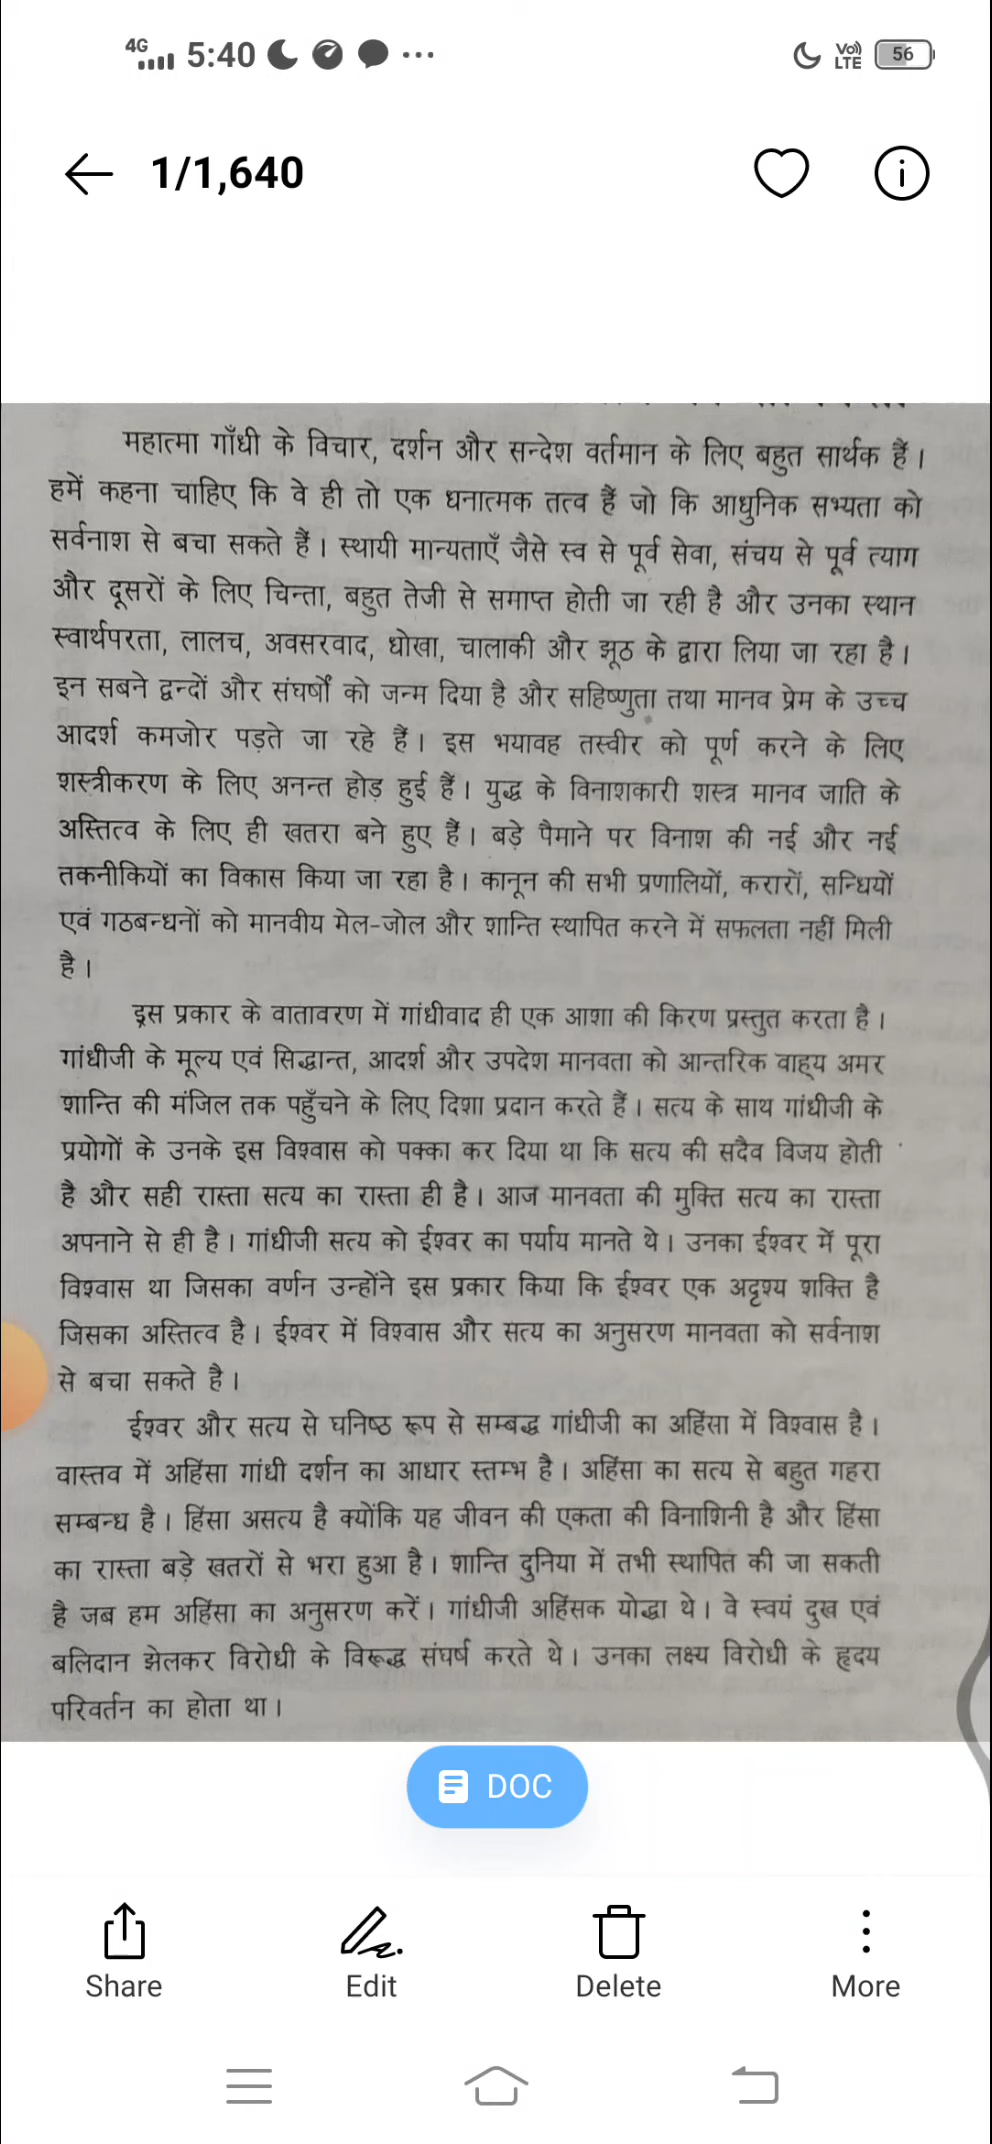 4G 5:40 ... Vo) LTE 56
1/1,640
महात्मा गाँधी के विचार, दर्शन और सन्देश वर्तमान के लिए बहुत सार्थक हैं।
हमें कहना चाहिए कि वे ही तो एक धनात्मक तत्व हैं जो कि आधुनिक सभ्यता को
सर्वनाश से बचा सकते हैं। स्थायी मान्यताएँ जैसे स्व से पूर्व सेवा, संचय से पूर्व त्याग
और दूसरों के लिए चिन्ता, बहुत तेजी से समाप्त होती जा रही है और उनका स्थान
स्वार्थपरता, लालच, अवसरवाद, धोखा, चालाकी और झूठ के द्वारा लिया जा रहा है।
इन सबने द्वन्दों और संघर्षों को जन्म दिया है और सहिष्णुता तथा मानव प्रेम के उच्च
आदर्श कमजोर पड़ते जा रहे हैं। इस भयावह तस्वीर को पूर्ण करने के लिए
शस्त्रीकरण के लिए अनन्त होड़ हुई हैं। युद्ध के विनाशकारी शस्त्र मानव जाति के
अस्तित्व के लिए ही खतरा बने हुए हैं। बड़े पैमाने पर विनाश की नई और नई
तकनीकियों का विकास किया जा रहा है। कानून की सभी प्रणालियों, करारों, सन्धियों
एवं गठबन्धनों को मानवीय मेल-जोल और शान्ति स्थापित करने में सफलता नहीं मिली
है।
इस प्रकार के वातावरण में गांधीवाद ही एक आशा की किरण प्रस्तुत करता है।
गांधीजी के मूल्य एवं सिद्धान्त, आदर्श और उपदेश मानवता को आन्तरिक वाह्य अमर
शान्ति की मंजिल तक पहुँचने के लिए दिशा प्रदान करते हैं। सत्य के साथ गांधीजी के
प्रयोगों के उनके इस विश्वास को पक्का कर दिया था कि सत्य की सदैव विजय होती
है और सही रास्ता सत्य का रास्ता ही है। आज मानवता की मुक्ति सत्य का रास्ता
अपनाने से ही है। गांधीजी सत्य को ईश्वर का पर्याय मानते थे। उनका ईश्वर में पूरा
विश्वास था जिसका वर्णन उन्होंने इस प्रकार किया कि ईश्वर एक अदृश्य शक्ति है
जिसका अस्तित्व है। ईश्वर में विश्वास और सत्य का अनुसरण मानवता को सर्वनाश
से बचा सकते है।
ईश्वर और सत्य से घनिष्ठ रूप से सम्बद्ध गांधीजी का अहिंसा में विश्वास है।
वास्तव में अहिंसा गांधी दर्शन का आधार स्तम्भ है। अहिंसा का सत्य से बहुत गहरा
सम्बन्ध है। हिंसा असत्य है क्योंकि यह जीवन की एकता की विनाशिनी है और हिंसा
का रास्ता बड़े खतरों से भरा हुआ है। शान्ति दुनिया में तभी स्थापित की जा सकती
है जब हम अहिंसा का अनुसरण करें। गांधीजी अहिंसक योद्धा थे। वे स्वयं दुख एवं
बलिदान झेलकर विरोधी के विरूद्ध संघर्ष करते थे। उनका लक्ष्य विरोधी के हृदय
परिवर्तन का होता था।
DOC
Share Edit Delete More